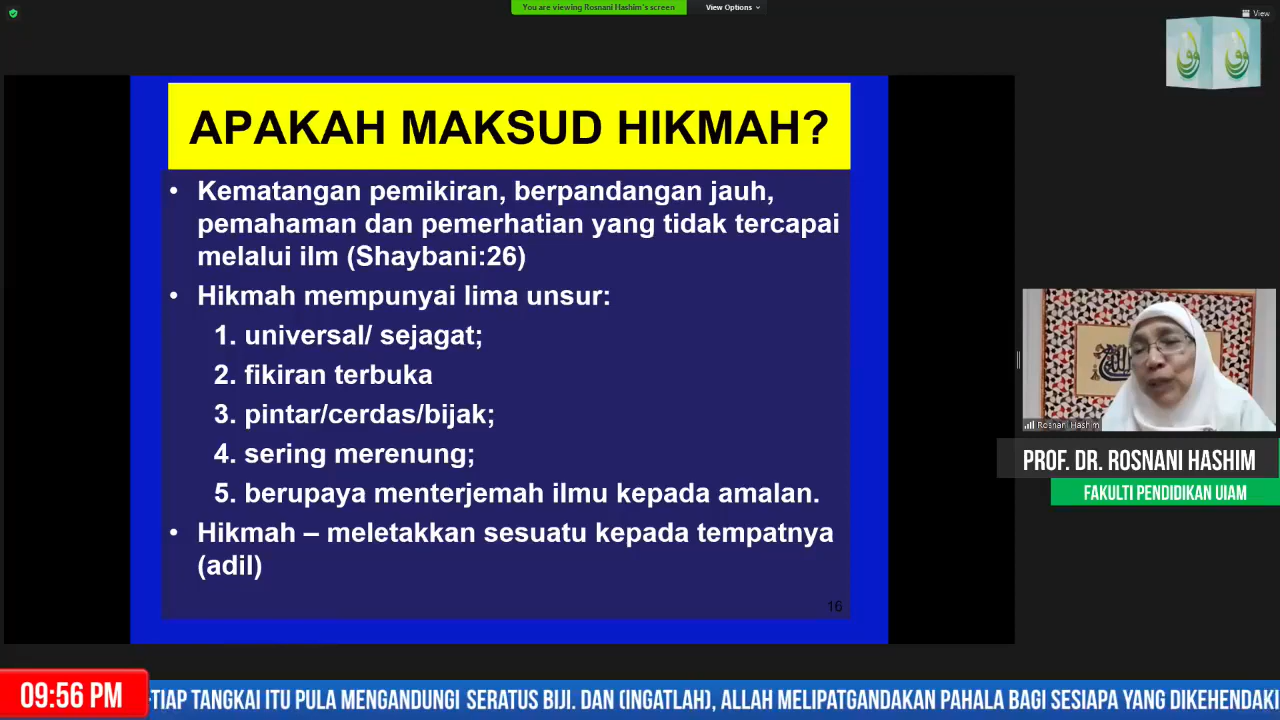 You are viewing Rosnani Hashim's screen
View Options
View
APAKAH MAKSUD HIKMAH?
• Kematangan pemikiran, berpandangan jauh,
pemahaman dan pemerhatian yang tidak tercapai
melalui ilm (Shaybani:26)
• Hikmah mempunyai lima unsur:
1. universal/ sejagat;
2. fikiran terbuka
3. pintar/cerdas/bijak;
4. sering merenung;
5. berupaya menterjemah ilmu kepada amalan.
• Hikmah – meletakkan sesuatu kepada tempatnya
(adil)
16
Rosnani Hashim
PROF. DR. ROSNANI HASHIM
FAKULTI PENDIDIKAN UIAM
09:56 PM
-TIAP TANGKAI ITU PULA MENGANDUNGI SERATUS BIJI. DAN (INGATLAH), ALLAH MELIPATGANDAKAN PAHALA BAGI SESIAPA YANG DIKEHENDAKI